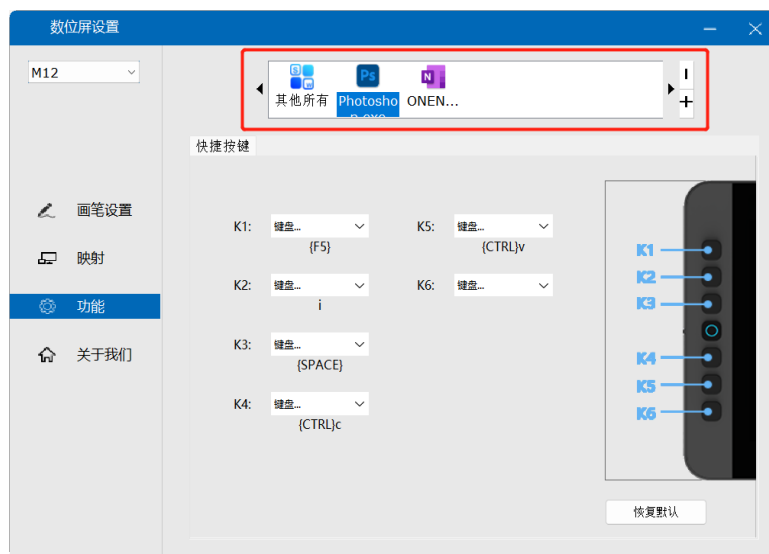 数位屏设置
M12
其他所有
Photosho
ONEN...
快捷按键
画笔设置
映射
功能
关于我们
K1: 键盘... K5: 键盘...
{F5} {CTRL}v
K2: 键盘... K6: 键盘...
i
K3: 键盘...
{SPACE}
K4: 键盘...
{CTRL}c
K1
K2
K3
K4
K5
K6
恢复默认